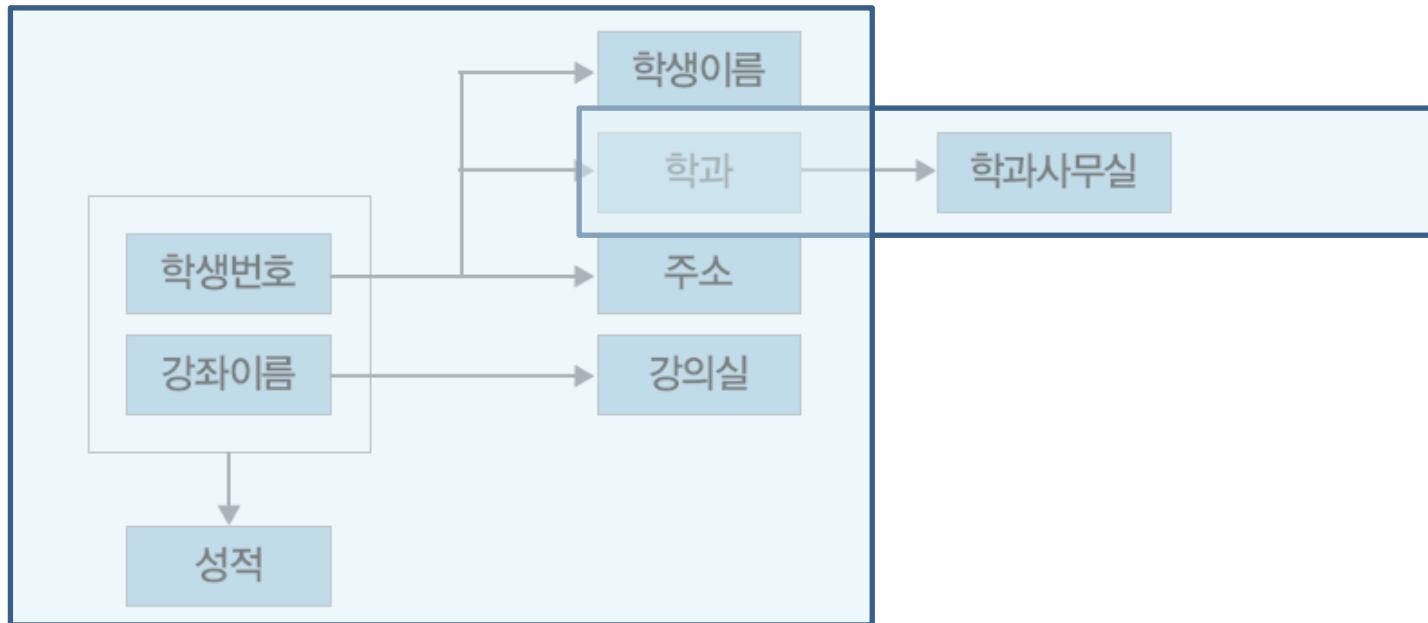 학생이름
학과
학과사무실
학생번호
주소
강좌이름
강의실
성적